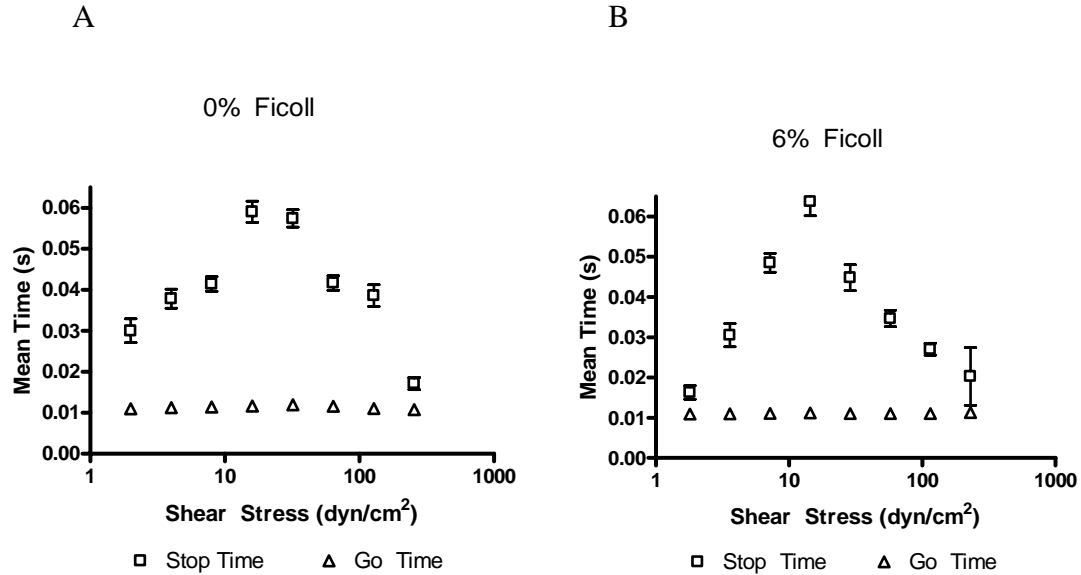 A
0% Ficoll
Mean Time (s)
0.06
0.05
0.04
0.03
0.02
0.01
0.00
1 10 100 1000
Shear Stress (dyn/cm²)
Stop Time Go Time
B
6% Ficoll
Mean Time (s)
0.06
0.05
0.04
0.03
0.02
0.01
0.00
1 10 100 1000
Shear Stress (dyn/cm²)
Stop Time Go Time